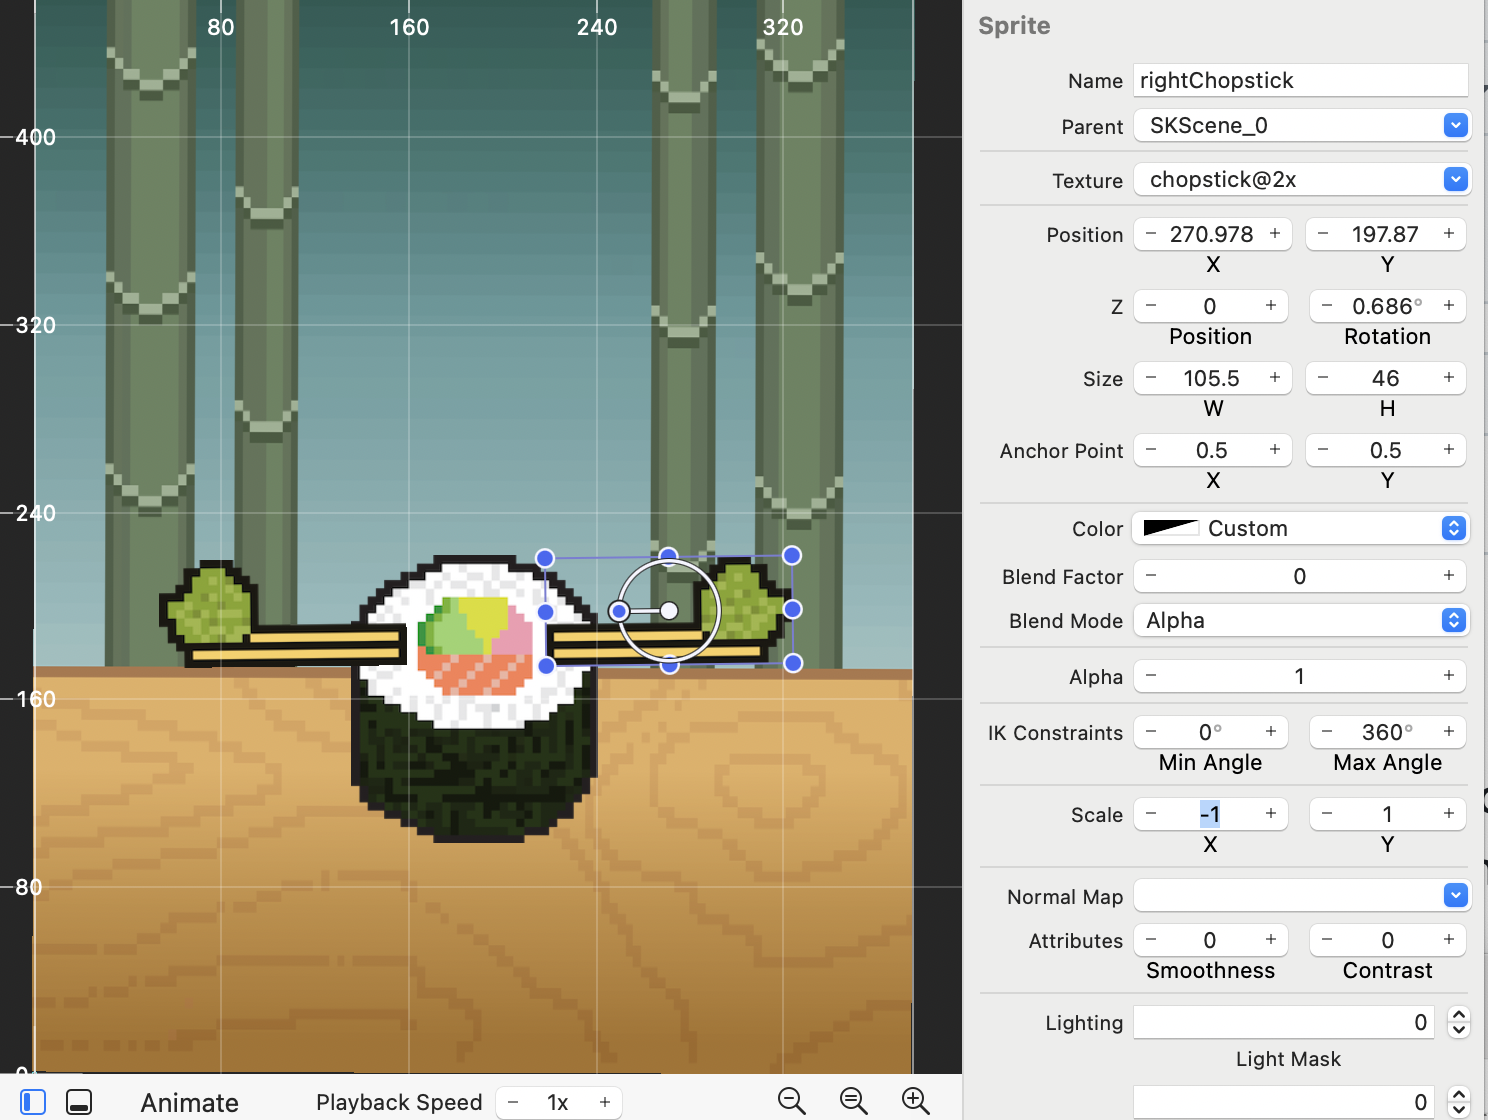 80 160 240 320
400
320
240
160
80
0
Animate Playback Speed − 1x +
Sprite
Name rightChopstick
Parent SKScene_0
Texture chopstick@2x
Position − 270.978 + − 197.87 +
X Y
Z − 0 + − 0.686° +
Position Rotation
Size − 105.5 + − 46 +
W H
Anchor Point − 0.5 + − 0.5 +
X Y
Color Custom
Blend Factor − 0 +
Blend Mode Alpha
Alpha − 1 +
IK Constraints − 0° + − 360° +
Min Angle Max Angle
Scale − -1 + − 1 +
X Y
Normal Map
Attributes − 0 + − 0 +
Smoothness Contrast
Lighting 0
Light Mask
0